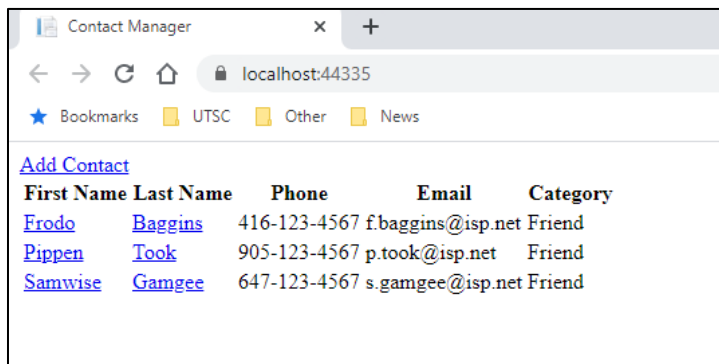 Contact Manager
localhost:44335
Bookmarks UTSC Other News
Add Contact
First Name Last Name Phone Email Category
Frodo Baggins 416-123-4567 f.baggins@isp.net Friend
Pippen Took 905-123-4567 p.took@isp.net Friend
Samwise Gamgee 647-123-4567 s.gamgee@isp.net Friend